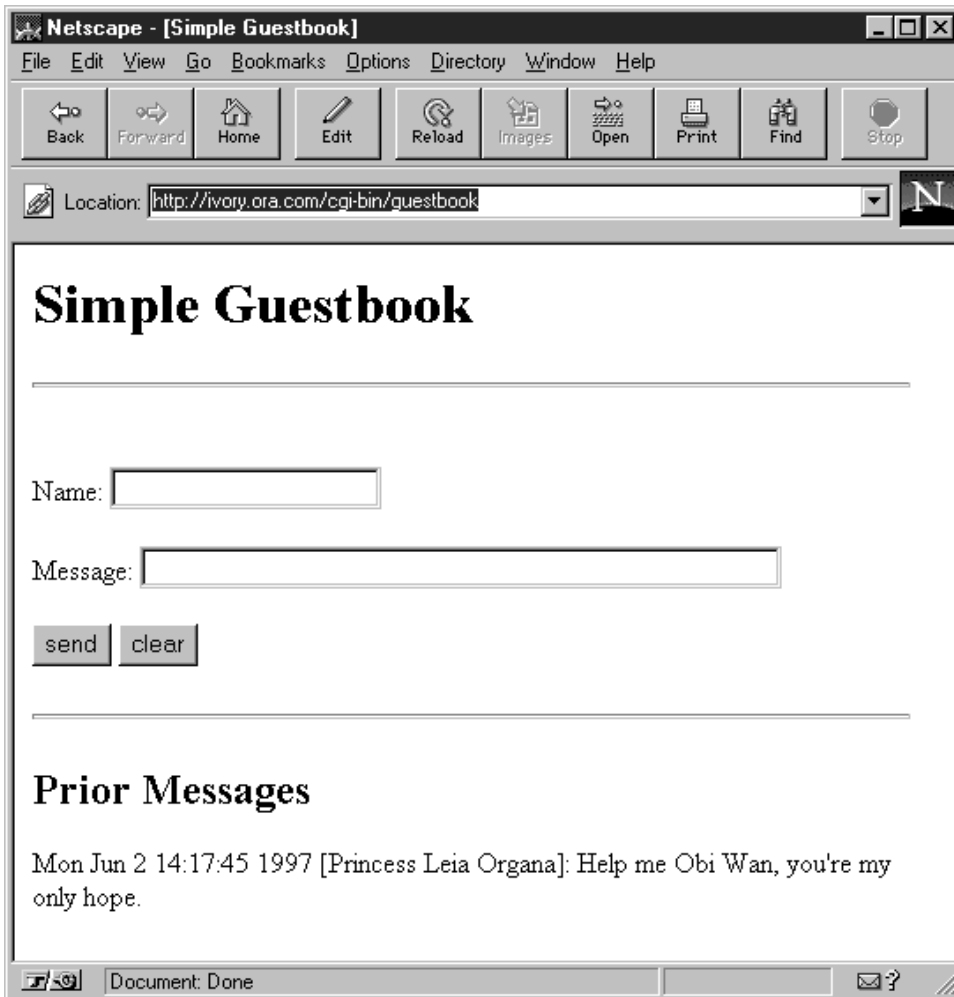 Netscape - [Simple Guestbook]
File Edit View Go Bookmarks Options Directory Window Help
Back Forward Home Edit Reload Images Open Print Find Stop
Location: http://ivory.ora.com/cgi-bin/guestbook
N
Simple Guestbook
Name:
Message:
send clear
Prior Messages
Mon Jun 2 14:17:45 1997 [Princess Leia Organa]: Help me Obi Wan, you're my
only hope.
Document: Done
?